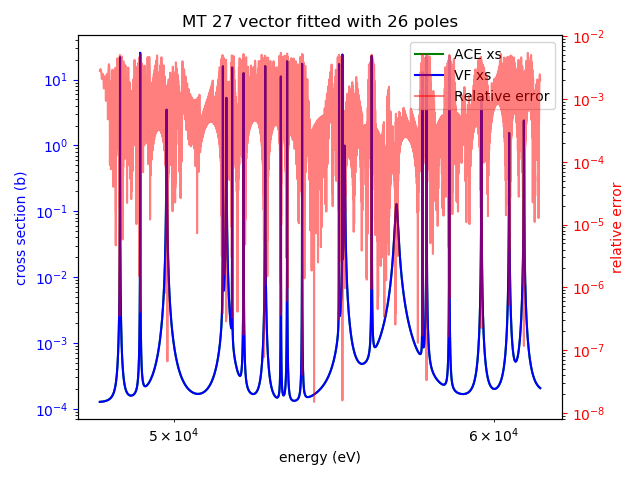 MT 27 vector fitted with 26 poles
ACE xs
VF xs
Relative error
cross section (b)
10¹
10⁰
10⁻¹
10⁻²
10⁻³
10⁻⁴
relative error
10⁻²
10⁻³
10⁻⁴
10⁻⁵
10⁻⁶
10⁻⁷
10⁻⁸
5 × 10⁴
6 × 10⁴
energy (eV)